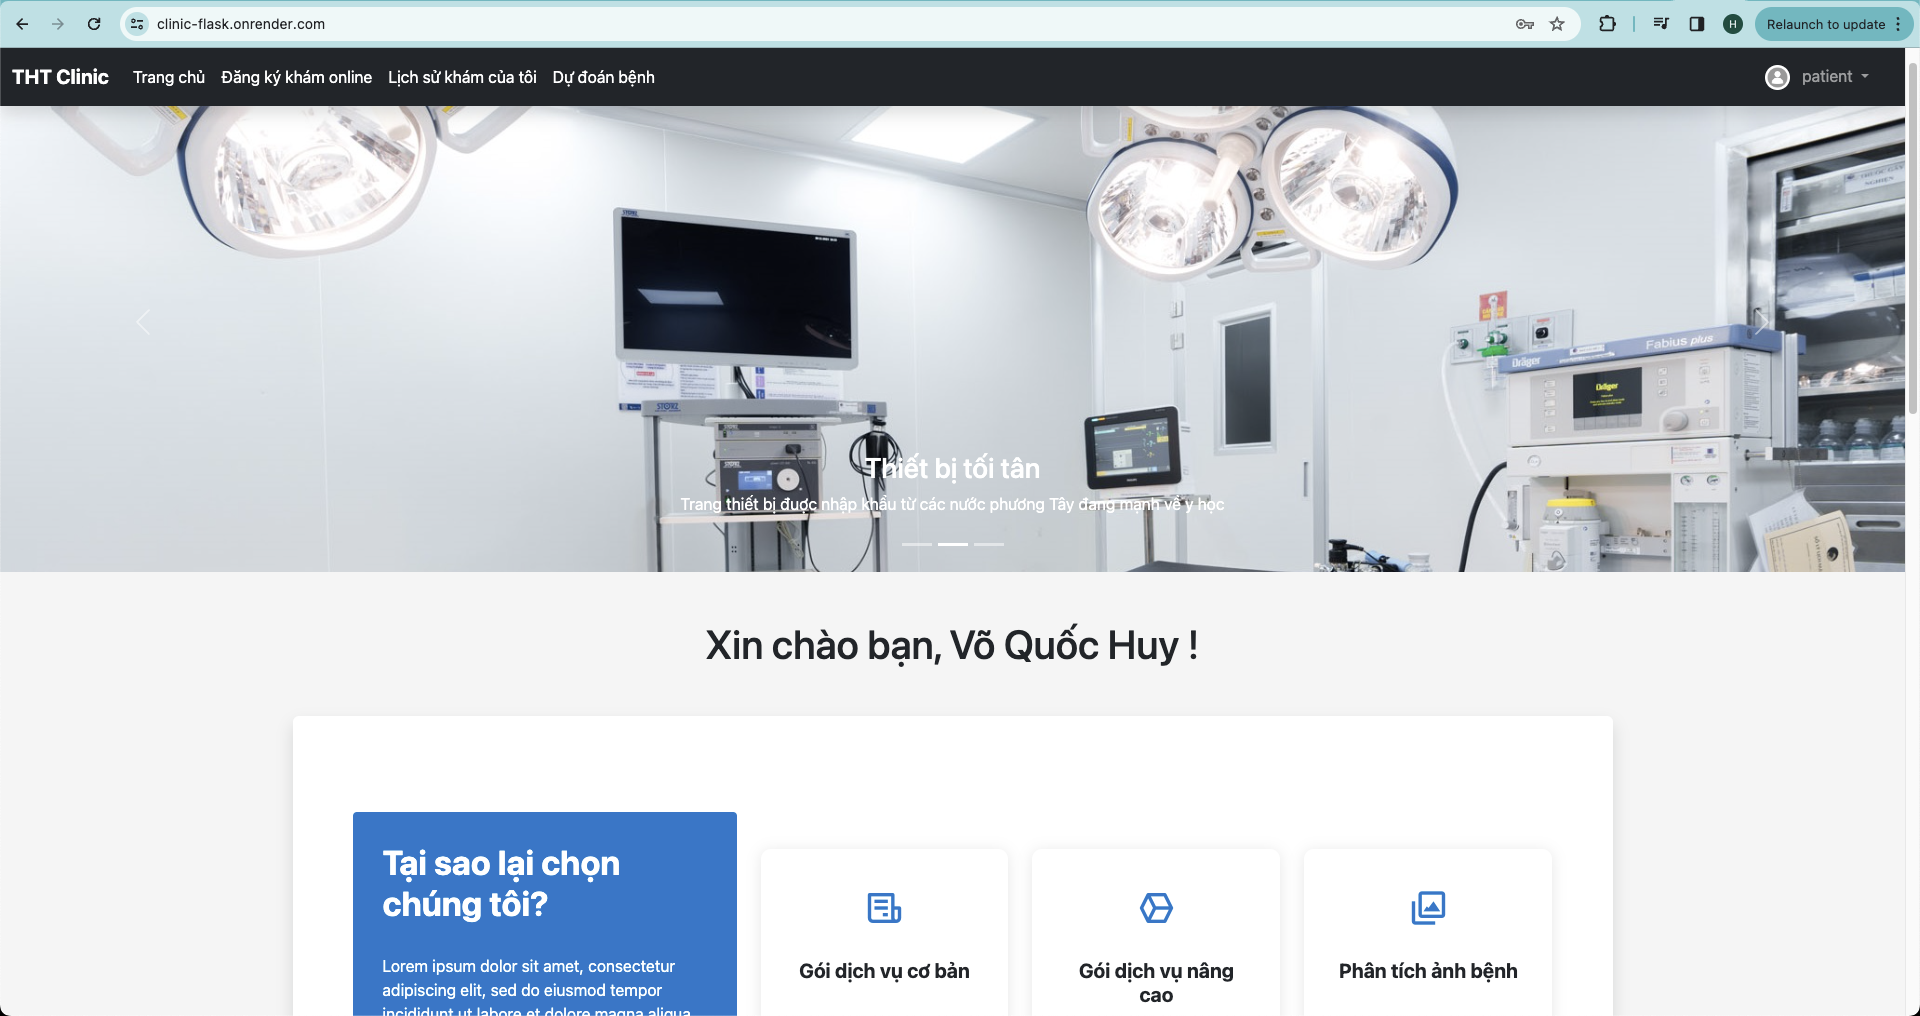 clinic-flask.onrender.com
H
Relaunch to update
THT Clinic
Trang chủ
Đăng ký khám online
Lịch sử khám của tôi
Dự đoán bệnh
patient
STORZ
STORZ
Dräger
Fabius plus
Dräger
Thiết bị tối tân
Trang thiết bị được nhập khẩu từ các nước phương Tây đang mạnh về y học
Xin chào bạn, Võ Quốc Huy !
Tại sao lại chọn
chúng tôi?
Lorem ipsum dolor sit amet, consectetur
adipiscing elit, sed do eiusmod tempor
incididunt ut labore et dolore magna aliqua
Gói dịch vụ cơ bản
Gói dịch vụ nâng
cao
Phân tích ảnh bệnh